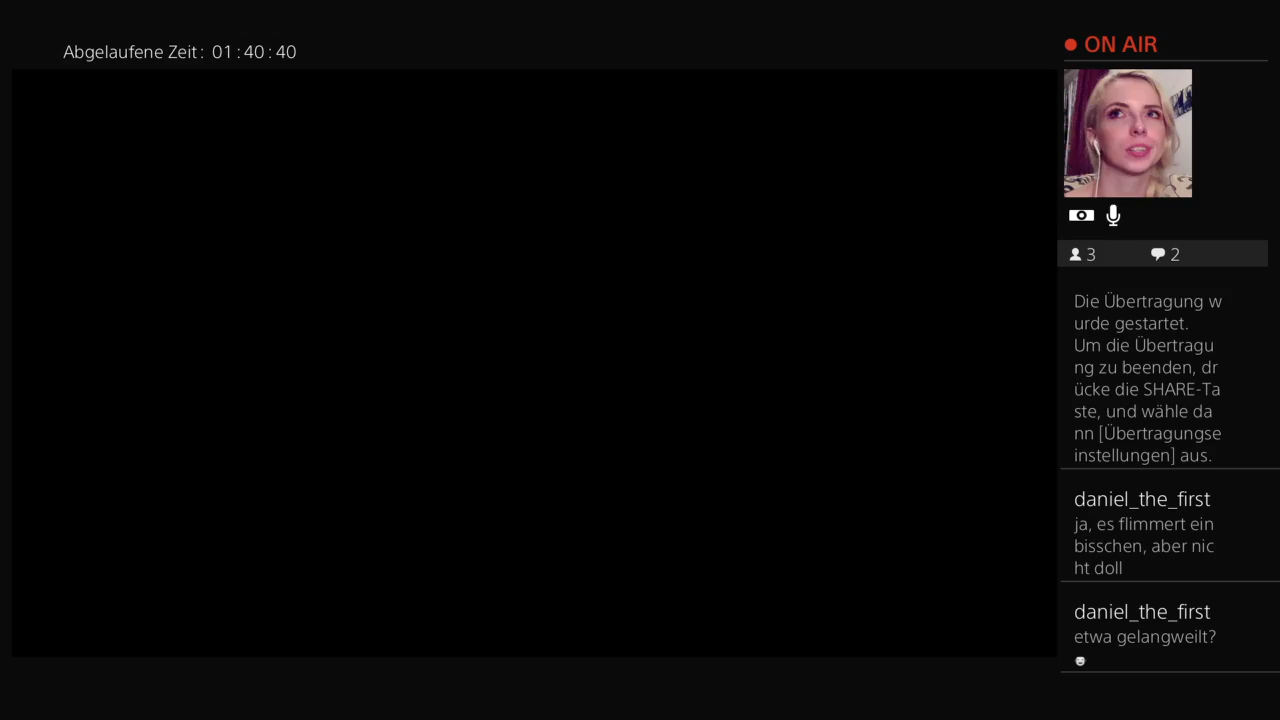 Abgelaufene Zeit: 01:40:40
ON AIR
3 2
Die Übertragung w
urde gestartet.
Um die Übertragu
ng zu beenden, dr
ücke die SHARE-Ta
ste, und wähle da
nn [Übertragungse
instellungen] aus.
daniel_the_first
ja, es flimmert ein
bisschen, aber nic
ht doll
daniel_the_first
etwa gelangweilt?